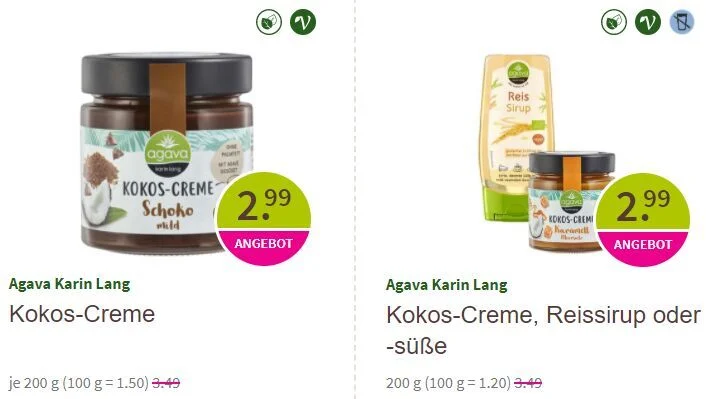 V
agava
karin lang
OHNE
PALMFETT
MIT AGAVE
GESÜSST
KOKOS-CREME
Schoko
mild
2.99
ANGEBOT
Agava Karin Lang
Kokos-Creme
je 200 g (100 g = 1.50) 3.49
V
agava
Reis
Sirup
agava
KOKOS-CREME
Karamell
2.99
ANGEBOT
Agava Karin Lang
Kokos-Creme, Reissirup oder
-süße
200 g (100 g = 1.20) 3.49